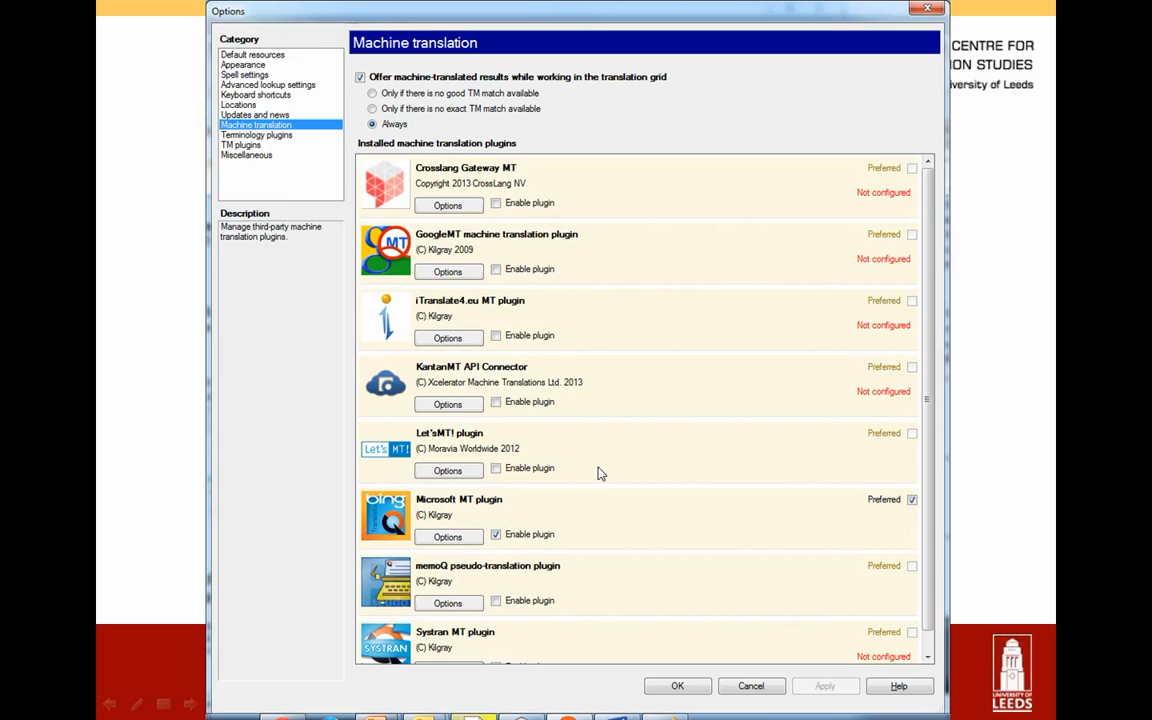 Options
Category
Default resources
Appearance
Spell settings
Advanced lookup settings
Keyboard shortcuts
Locations
Updates and news
Machine translation
Terminology plugins
TM plugins
Miscellaneous
Description
Manage third-party machine
translation plugins.
Machine translation
Offer machine-translated results while working in the translation grid
Only if there is no good TM match available
Only if there is no exact TM match available
Always
Installed machine translation plugins
Crosslang Gateway MT
Preferred
Copyright 2013 CrossLang NV
Not configured
Options
Enable plugin
MT
GoogleMT machine translation plugin
Preferred
(C) Kilgray 2009
Not configured
Options
Enable plugin
iTranslate4.eu MT plugin
Preferred
(C) Kilgray
Not configured
Options
Enable plugin
KantanMT API Connector
Preferred
(C) Xcelerator Machine Translations Ltd. 2013
Not configured
Options
Enable plugin
Let'sMT! plugin
Preferred
Let's MT!
(C) Moravia Worldwide 2012
Options
Enable plugin
bing
Microsoft MT plugin
Preferred
(C) Kilgray
Options
Enable plugin
memoQ pseudo-translation plugin
Preferred
(C) Kilgray
Options
Enable plugin
Systran MT plugin
Preferred
SYSTRAN
(C) Kilgray
Not configured
OK
Cancel
Apply
Help
CENTRE FOR
ION STUDIES
versity of Leeds
UNIVERSITY OF
LEEDS